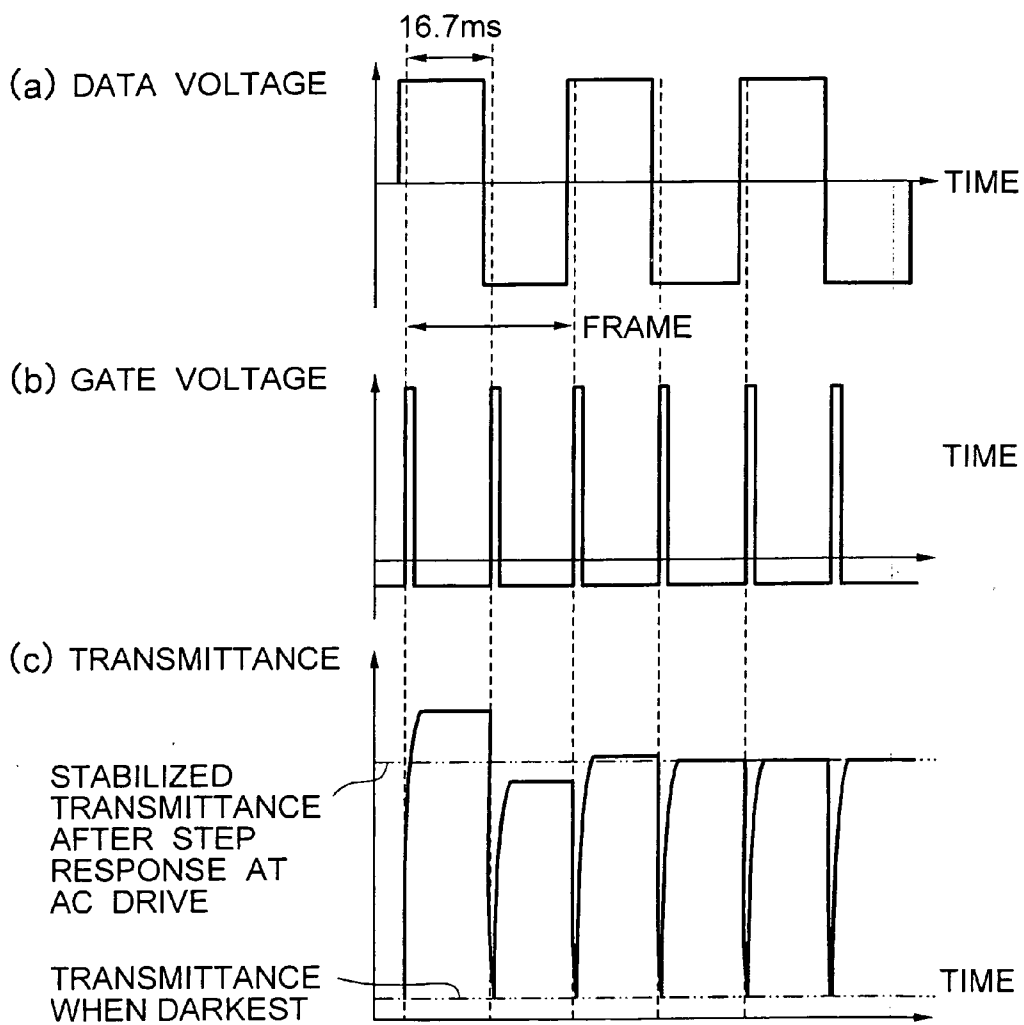 16.7ms
(a) DATA VOLTAGE
TIME
FRAME
(b) GATE VOLTAGE
TIME
(c) TRANSMITTANCE
STABILIZED
TRANSMITTANCE
AFTER STEP
RESPONSE AT
AC DRIVE
TRANSMITTANCE
WHEN DARKEST
TIME